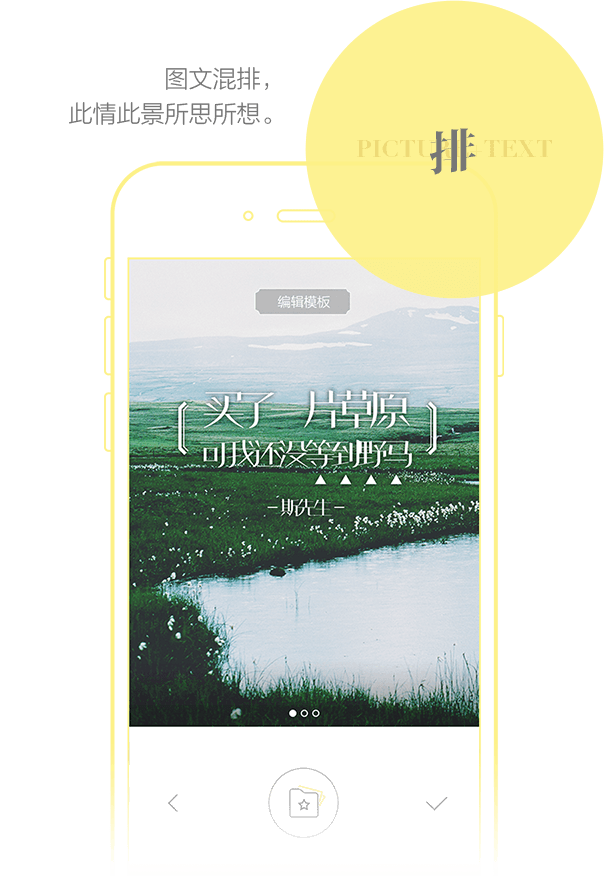 图文混排，
此情此景所思所想。
PICTU 排 TEXT
编辑模板
买了一片草原
可我还没等到野马
－斯先生－